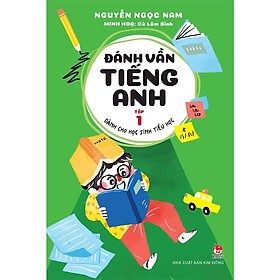 NGUYỄN NGỌC NAM
MINH HỌA: Cù Lâm Bình
ĐÁNH VẦN
TIẾNG
ANH
TẬP
1
DÀNH CHO HỌC SINH TIỂU HỌC
NHÀ XUẤT BẢN KIM ĐỒNG